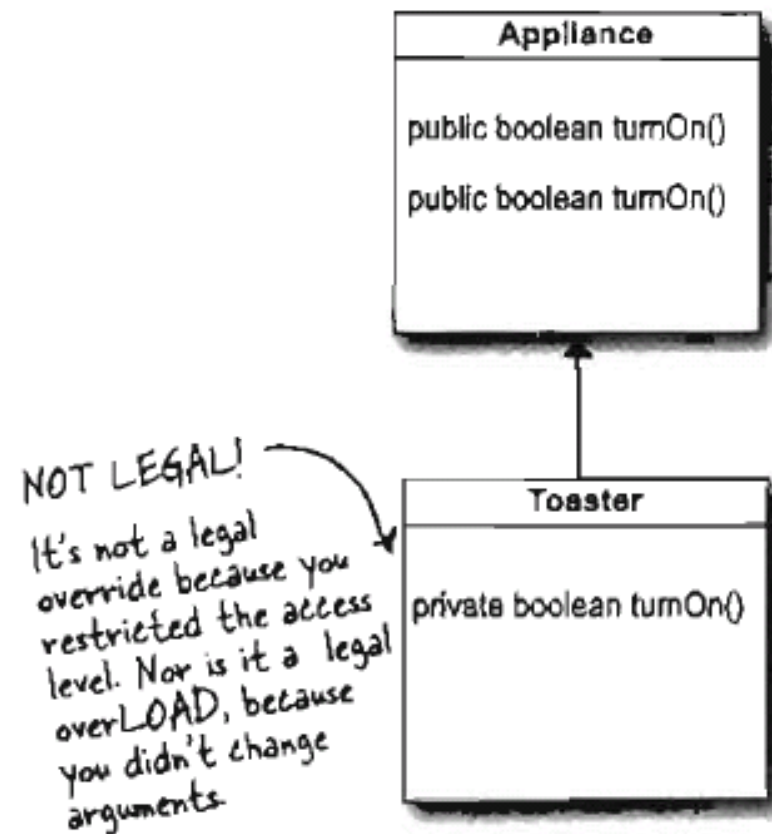 Appliance
public boolean turnOn()
public boolean turnOn()
NOT LEGAL!
It's not a legal
override because you
restricted the access
level. Nor is it a legal
overLOAD, because
you didn't change
arguments.
Toaster
private boolean turnOn()